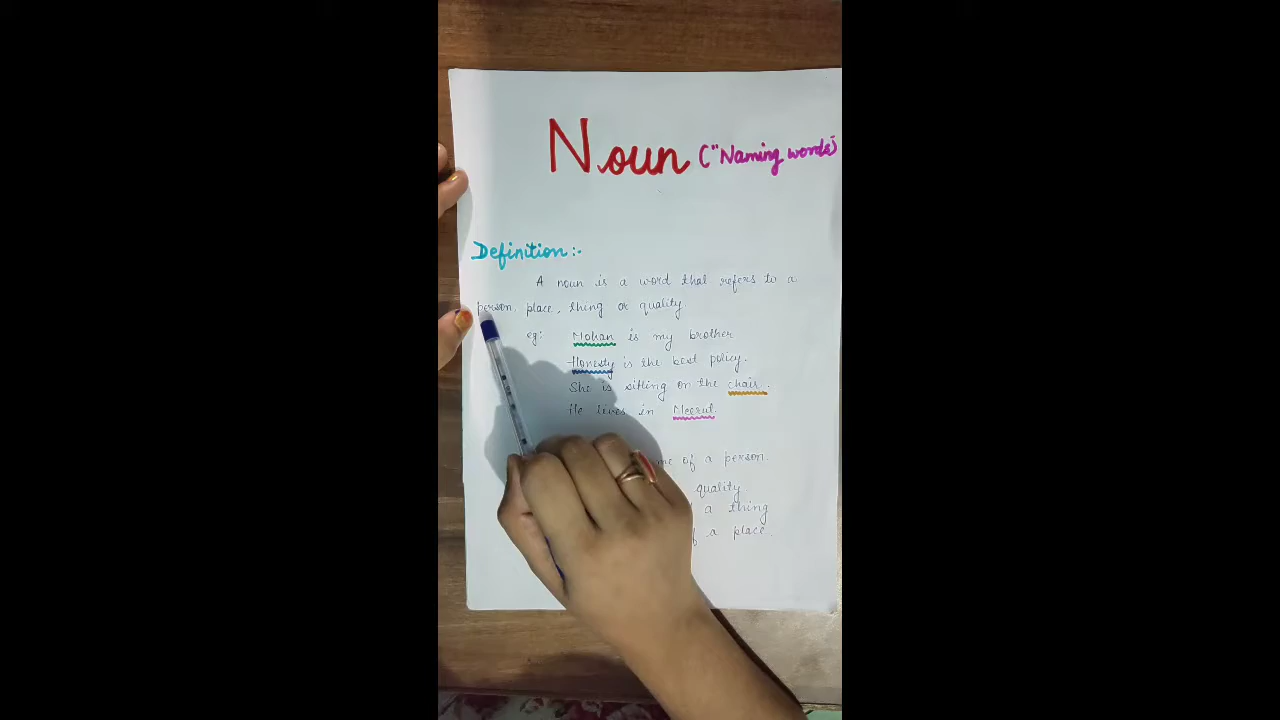 Noun ("Naming words")
Definition :-
A noun is a word that refers to a
person, place, thing or quality.
eg: Mohan is my brother
Honesty is the best policy.
She is sitting on the chair.
He lives in Meerut.
me of a person.
quality
a thing
of a place.